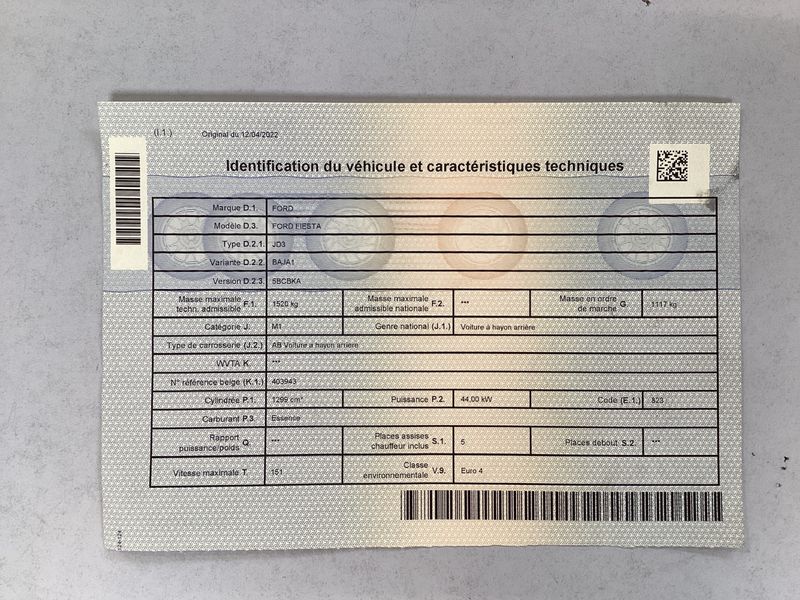 (I.1.) Original du 12/04/2022
Identification du véhicule et caractéristiques techniques
Marque D.1. FORD
Modèle D.3. FORD FIESTA
Type D.2.1. JD3
Variante D.2.2. BAJA1
Version D.2.3. 5BCBKA
Masse maximale techn. admissible F.1. 1520 kg Masse maximale admissible nationale F.2. *** Masse en ordre de marche G. 1117 kg
Catégorie J. M1 Genre national (J.1.) Voiture à hayon arrière
Type de carrosserie (J.2.) AB Voiture a hayon arriere
WVTA K. ***
N° référence belge (K.1.) 403943
Cylindrée P.1. 1299 cm³ Puissance P.2. 44,00 kW Code (E.1.) 823
Carburant P.3. Essence
Rapport puissance/poids Q. *** Places assises chauffeur inclus S.1. 5 Places debout S.2. ***
Vitesse maximale T. 151 Classe environnementale V.9. Euro 4